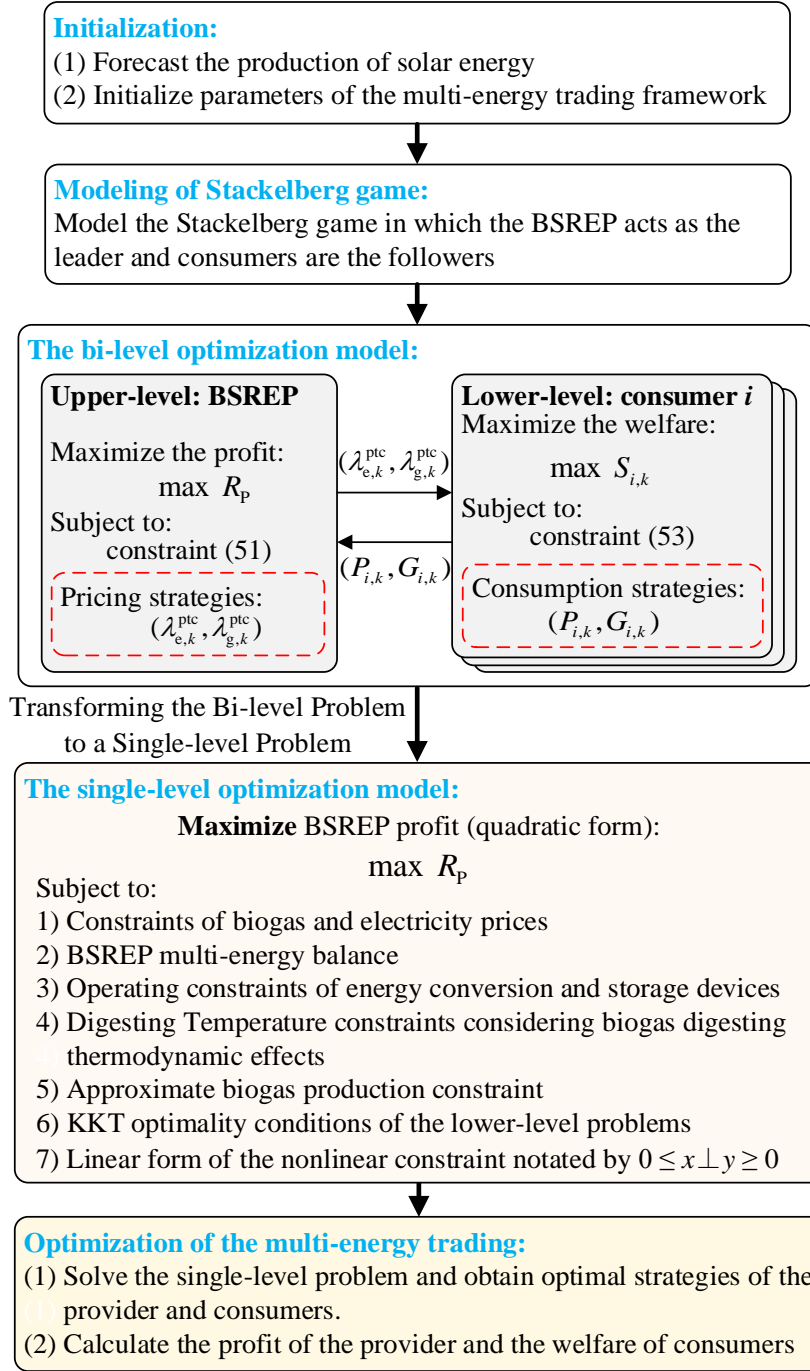 Initialization:
(1) Forecast the production of solar energy
(2) Initialize parameters of the multi-energy trading framework
Modeling of Stackelberg game:
Model the Stackelberg game in which the BSREP acts as the
leader and consumers are the followers
The bi-level optimization model:
Upper-level: BSREP
Maximize the profit:
max R_P
Subject to:
constraint (51)
Pricing strategies:
(λ_{e,k}^{ptc}, λ_{g,k}^{ptc})
(λ_{e,k}^{ptc}, λ_{g,k}^{ptc})
(P_{i,k}, G_{i,k})
Lower-level: consumer i
Maximize the welfare:
max S_{i,k}
Subject to:
constraint (53)
Consumption strategies:
(P_{i,k}, G_{i,k})
Transforming the Bi-level Problem
to a Single-level Problem
The single-level optimization model:
Maximize BSREP profit (quadratic form):
max R_P
Subject to:
1) Constraints of biogas and electricity prices
2) BSREP multi-energy balance
3) Operating constraints of energy conversion and storage devices
4) Digesting Temperature constraints considering biogas digesting
4) thermodynamic effects
5) Approximate biogas production constraint
6) KKT optimality conditions of the lower-level problems
7) Linear form of the nonlinear constraint notated by 0 ≤ x ⊥ y ≥ 0
Optimization of the multi-energy trading:
(1) Solve the single-level problem and obtain optimal strategies of the
(1) provider and consumers.
(2) Calculate the profit of the provider and the welfare of consumers